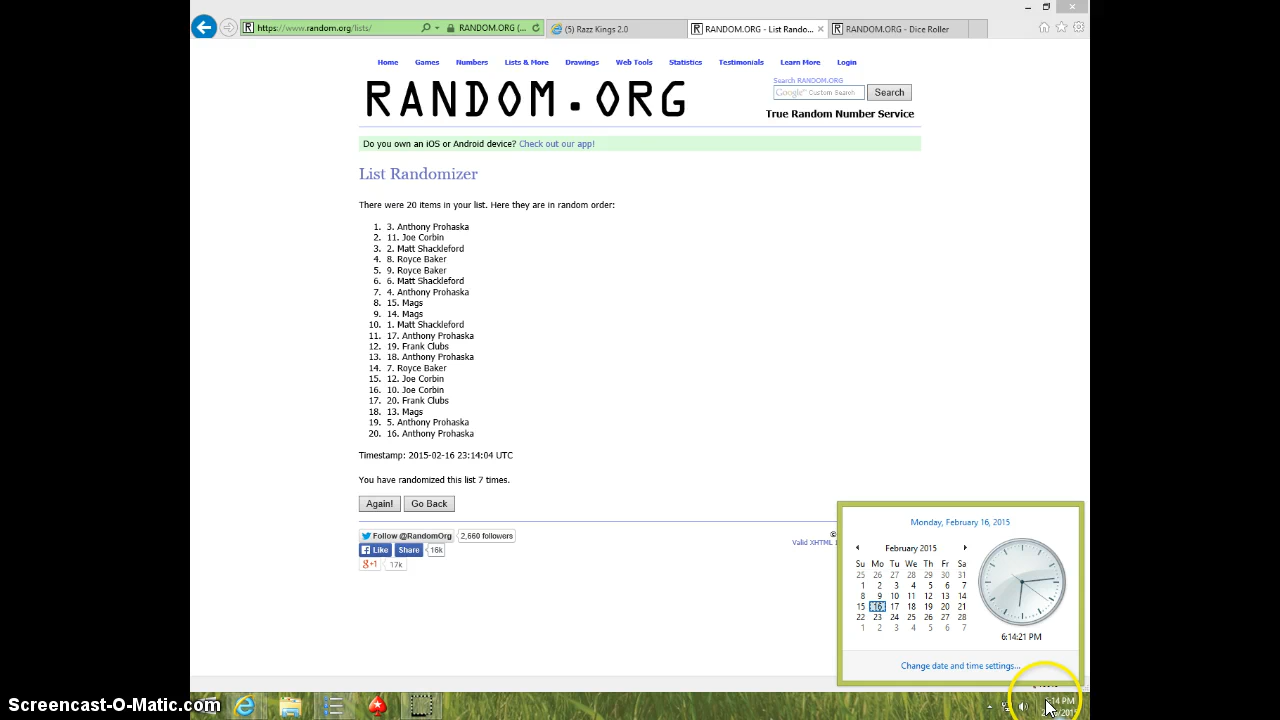 https://www.random.org/lists/
RANDOM.ORG (...
(5) Razz Kings 2.0
RANDOM.ORG - List Rando...
RANDOM.ORG - Dice Roller
Home Games Numbers Lists & More Drawings Web Tools Statistics Testimonials Learn More Login
RANDOM.ORG
Search RANDOM.ORG
Google™ Custom Search
Search
True Random Number Service
Do you own an iOS or Android device? Check out our app!
List Randomizer
There were 20 items in your list. Here they are in random order:
1. 3. Anthony Prohaska
2. 11. Joe Corbin
3. 2. Matt Shackleford
4. 8. Royce Baker
5. 9. Royce Baker
6. 6. Matt Shackleford
7. 4. Anthony Prohaska
8. 15. Mags
9. 14. Mags
10. 1. Matt Shackleford
11. 17. Anthony Prohaska
12. 19. Frank Clubs
13. 18. Anthony Prohaska
14. 7. Royce Baker
15. 12. Joe Corbin
16. 10. Joe Corbin
17. 20. Frank Clubs
18. 13. Mags
19. 5. Anthony Prohaska
20. 16. Anthony Prohaska
Timestamp: 2015-02-16 23:14:04 UTC
You have randomized this list 7 times.
Again! Go Back
Follow @RandomOrg 2,660 followers
Like Share 16k
g+1 17k
©
Valid XHTML 1
Monday, February 16, 2015
February 2015
Su Mo Tu We Th Fr Sa
25 26 27 28 29 30 31
1 2 3 4 5 6 7
8 9 10 11 12 13 14
15 16 17 18 19 20 21
22 23 24 25 26 27 28
1 2 3 4 5 6 7
6:14:21 PM
Change date and time settings...
Screencast-O-Matic.com